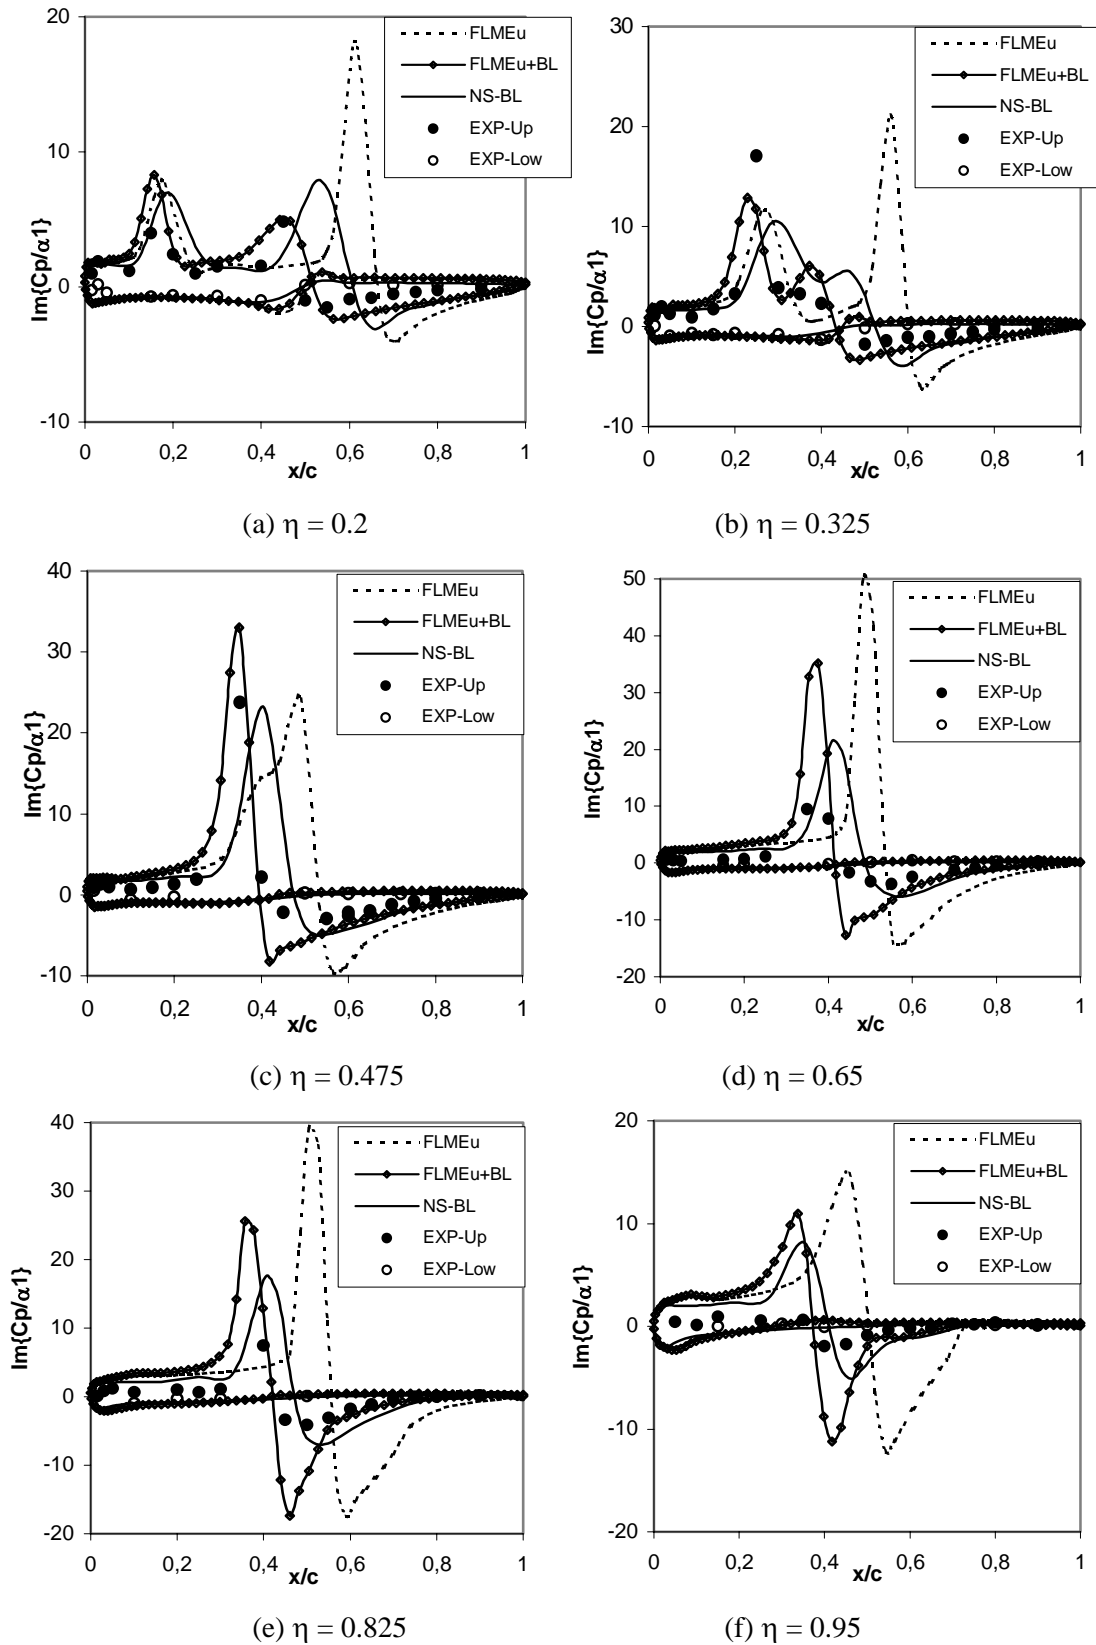 20
10
0
-10
Im{Cp/α1}
0 0,2 0,4 0,6 0,8 1
x/c
FLMEu
FLMEu+BL
NS-BL
EXP-Up
EXP-Low
(a) η = 0.2
30
20
10
0
-10
Im{Cp/α1}
0 0,2 0,4 0,6 0,8 1
x/c
FLMEu
FLMEu+BL
NS-BL
EXP-Up
EXP-Low
(b) η = 0.325
40
30
20
10
0
-10
Im{Cp/α1}
0 0,2 0,4 0,6 0,8 1
x/c
FLMEu
FLMEu+BL
NS-BL
EXP-Up
EXP-Low
(c) η = 0.475
50
40
30
20
10
0
-10
-20
Im{Cp/α1}
0 0,2 0,4 0,6 0,8 1
x/c
FLMEu
FLMEu+BL
NS-BL
EXP-Up
EXP-Low
(d) η = 0.65
40
30
20
10
0
-10
-20
Im{Cp/α1}
0 0,2 0,4 0,6 0,8 1
x/c
FLMEu
FLMEu+BL
NS-BL
EXP-Up
EXP-Low
(e) η = 0.825
20
10
0
-10
-20
Im{Cp/α1}
0 0,2 0,4 0,6 0,8 1
x/c
FLMEu
FLMEu+BL
NS-BL
EXP-Up
EXP-Low
(f) η = 0.95